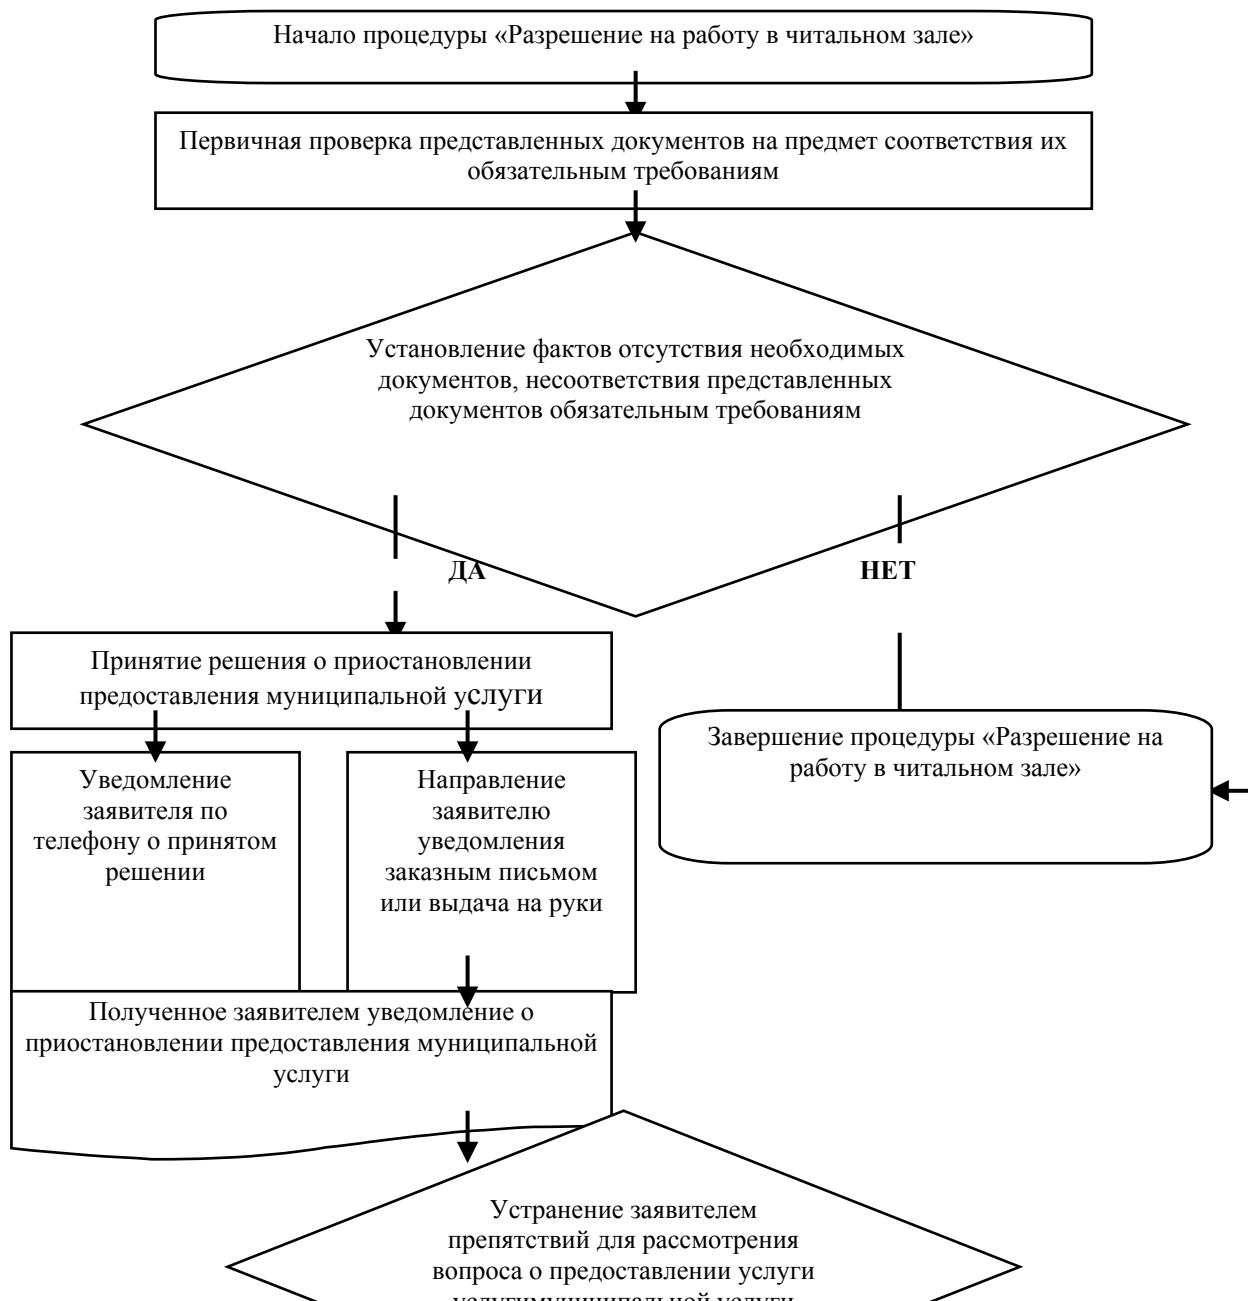 Начало процедуры «Разрешение на работу в читальном зале»
Первичная проверка представленных документов на предмет соответствия их
обязательным требованиям
Установление фактов отсутствия необходимых
документов, несоответствия представленных
документов обязательным требованиям
ДА
НЕТ
Принятие решения о приостановлении
предоставления муниципальной услуги
Завершение процедуры «Разрешение на
работу в читальном зале»
Уведомление
заявителя по
телефону о принятом
решении
Направление
заявителю
уведомления
заказным письмом
или выдача на руки
Полученное заявителем уведомление о
приостановлении предоставления муниципальной
услуги
Устранение заявителем
препятствий для рассмотрения
вопроса о предоставлении услуги
услугимуниципальной услуги